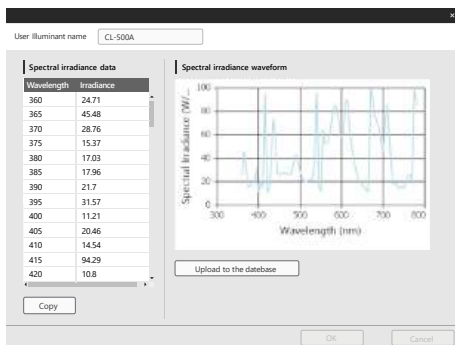 ×
User Illuminant name CL-500A
Spectral irradiance data
Wavelength Irradiance
360 24.71
365 45.48
370 28.76
375 15.37
380 17.03
385 17.96
390 21.7
395 31.57
400 11.21
405 20.46
410 14.54
415 94.29
420 10.8
Copy
Spectral irradiance waveform
Spectral Irradiance (W/...
100
80
60
40
20
0
300 400 500 600 700 800
Wavelength (nm)
Upload to the datebase
OK Cancel